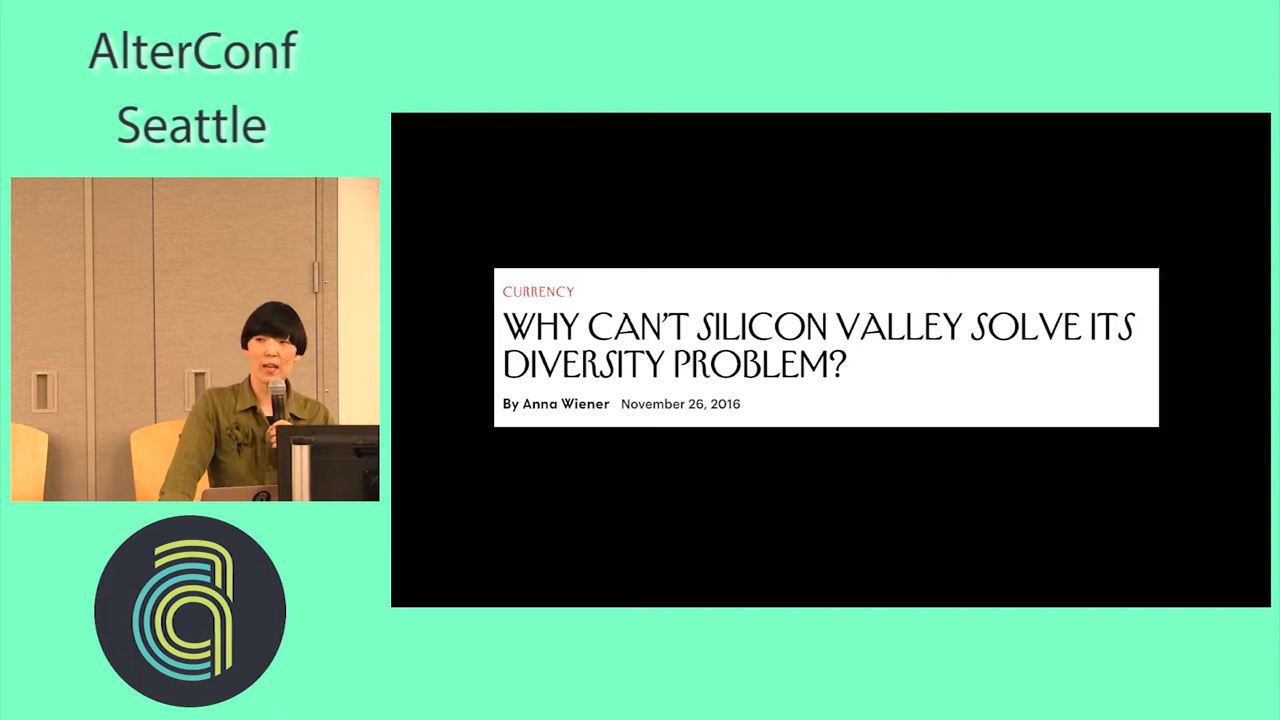 AlterConf
Seattle
CURRENCY
WHY CAN'T SILICON VALLEY SOLVE ITS
DIVERSITY PROBLEM?
By Anna Wiener November 26, 2016